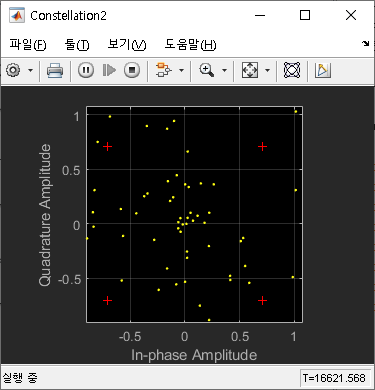 Constellation2
파일(F) 툴(T) 보기(V) 도움말(H)
1
0.5
0
-0.5
Quadrature Amplitude
-0.5 0 0.5 1
In-phase Amplitude
실행 중 T=16621.568